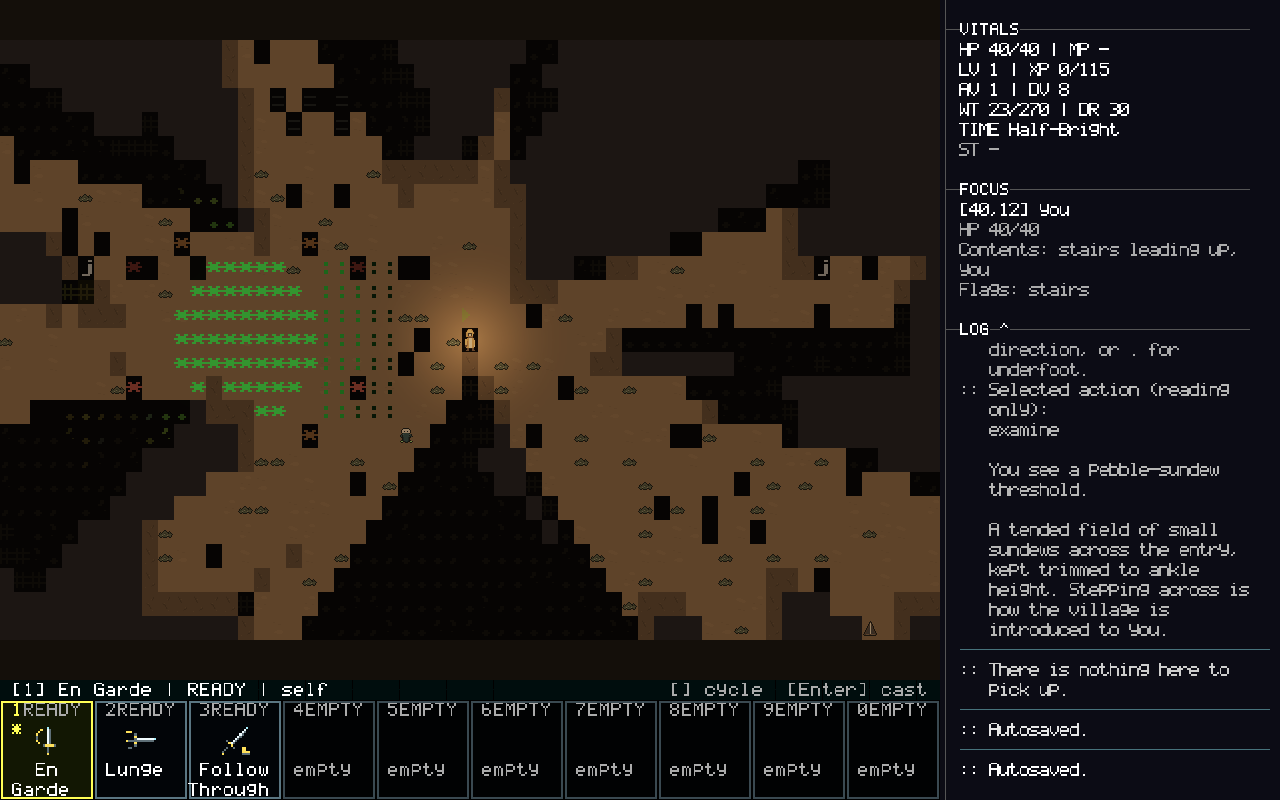 VITALS
HP 40/40 | MP -
LV 1 | XP 0/115
AV 1 | DV 8
WT 23/270 | DR 30
TIME Half-Bright
ST -
FOCUS
[40,12] You
HP 40/40
Contents: stairs leading up,
you
Flags: stairs
LOG ^
direction, or . for
underfoot.
:: Selected action (reading
only):
examine
You see a Pebble-sundew
threshold.
A tended field of small
sundews across the entry,
kept trimmed to ankle
height. Stepping across is
how the village is
introduced to you.
:: There is nothing here to
pick up.
:: Autosaved.
:: Autosaved.
j
j
[1] En Garde | READY | self
[] cycle [Enter] cast
1READY 2READY 3READY 4EMPTY 5EMPTY 6EMPTY 7EMPTY 8EMPTY 9EMPTY 0EMPTY
*
En Lunge Follow empty empty empty empty empty empty empty
Garde Through